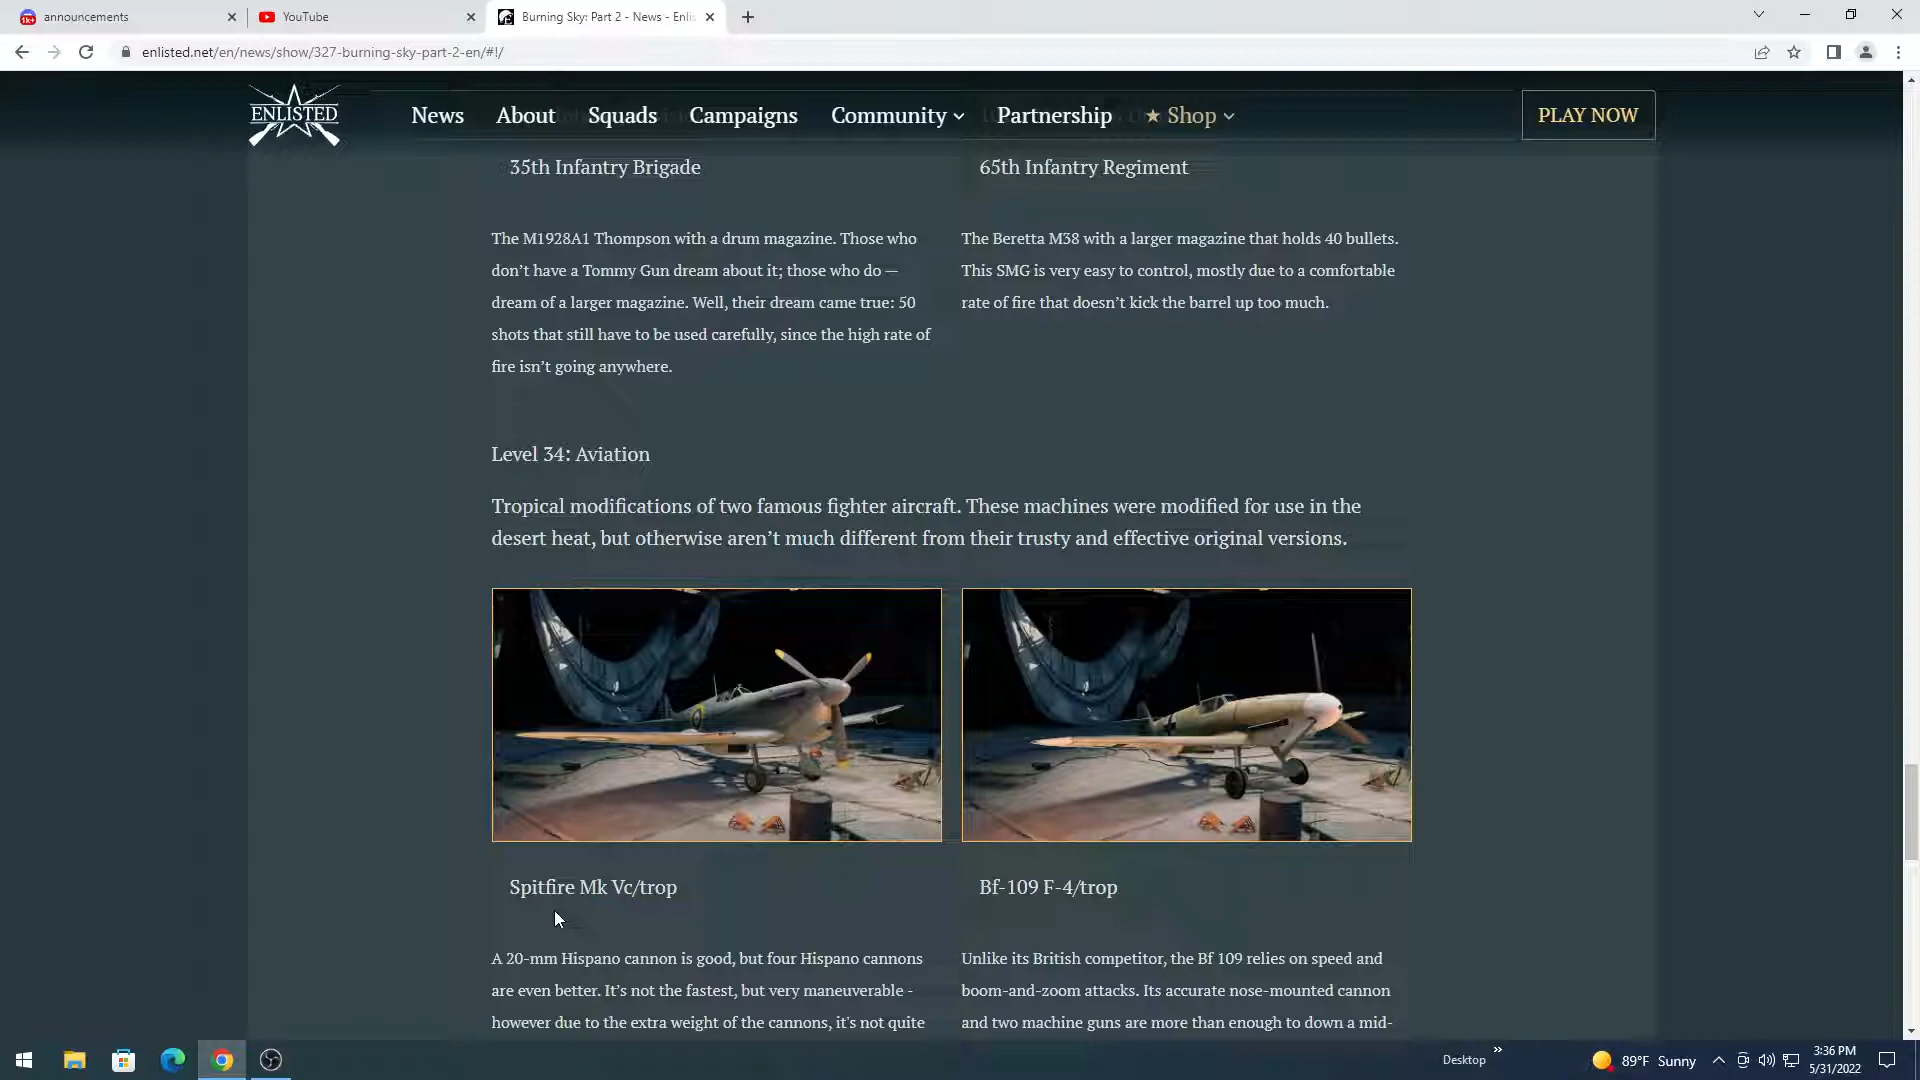 announcements
YouTube
Burning Sky: Part 2 - News - Enlis
enlisted.net/en/news/show/327-burning-sky-part-2-en/#!/
ENLISTED
News
About
Squads
Campaigns
Community
Partnership
★ Shop
PLAY NOW
35th Infantry Brigade
65th Infantry Regiment
The M1928A1 Thompson with a drum magazine. Those who
don’t have a Tommy Gun dream about it; those who do —
dream of a larger magazine. Well, their dream came true: 50
shots that still have to be used carefully, since the high rate of
fire isn’t going anywhere.
The Beretta M38 with a larger magazine that holds 40 bullets.
This SMG is very easy to control, mostly due to a comfortable
rate of fire that doesn’t kick the barrel up too much.
Level 34: Aviation
Tropical modifications of two famous fighter aircraft. These machines were modified for use in the
desert heat, but otherwise aren’t much different from their trusty and effective original versions.
Spitfire Mk Vc/trop
Bf-109 F-4/trop
A 20-mm Hispano cannon is good, but four Hispano cannons
are even better. It’s not the fastest, but very maneuverable -
however due to the extra weight of the cannons, it's not quite
Unlike its British competitor, the Bf 109 relies on speed and
boom-and-zoom attacks. Its accurate nose-mounted cannon
and two machine guns are more than enough to down a mid-
Desktop
89°F Sunny
3:36 PM
5/31/2022